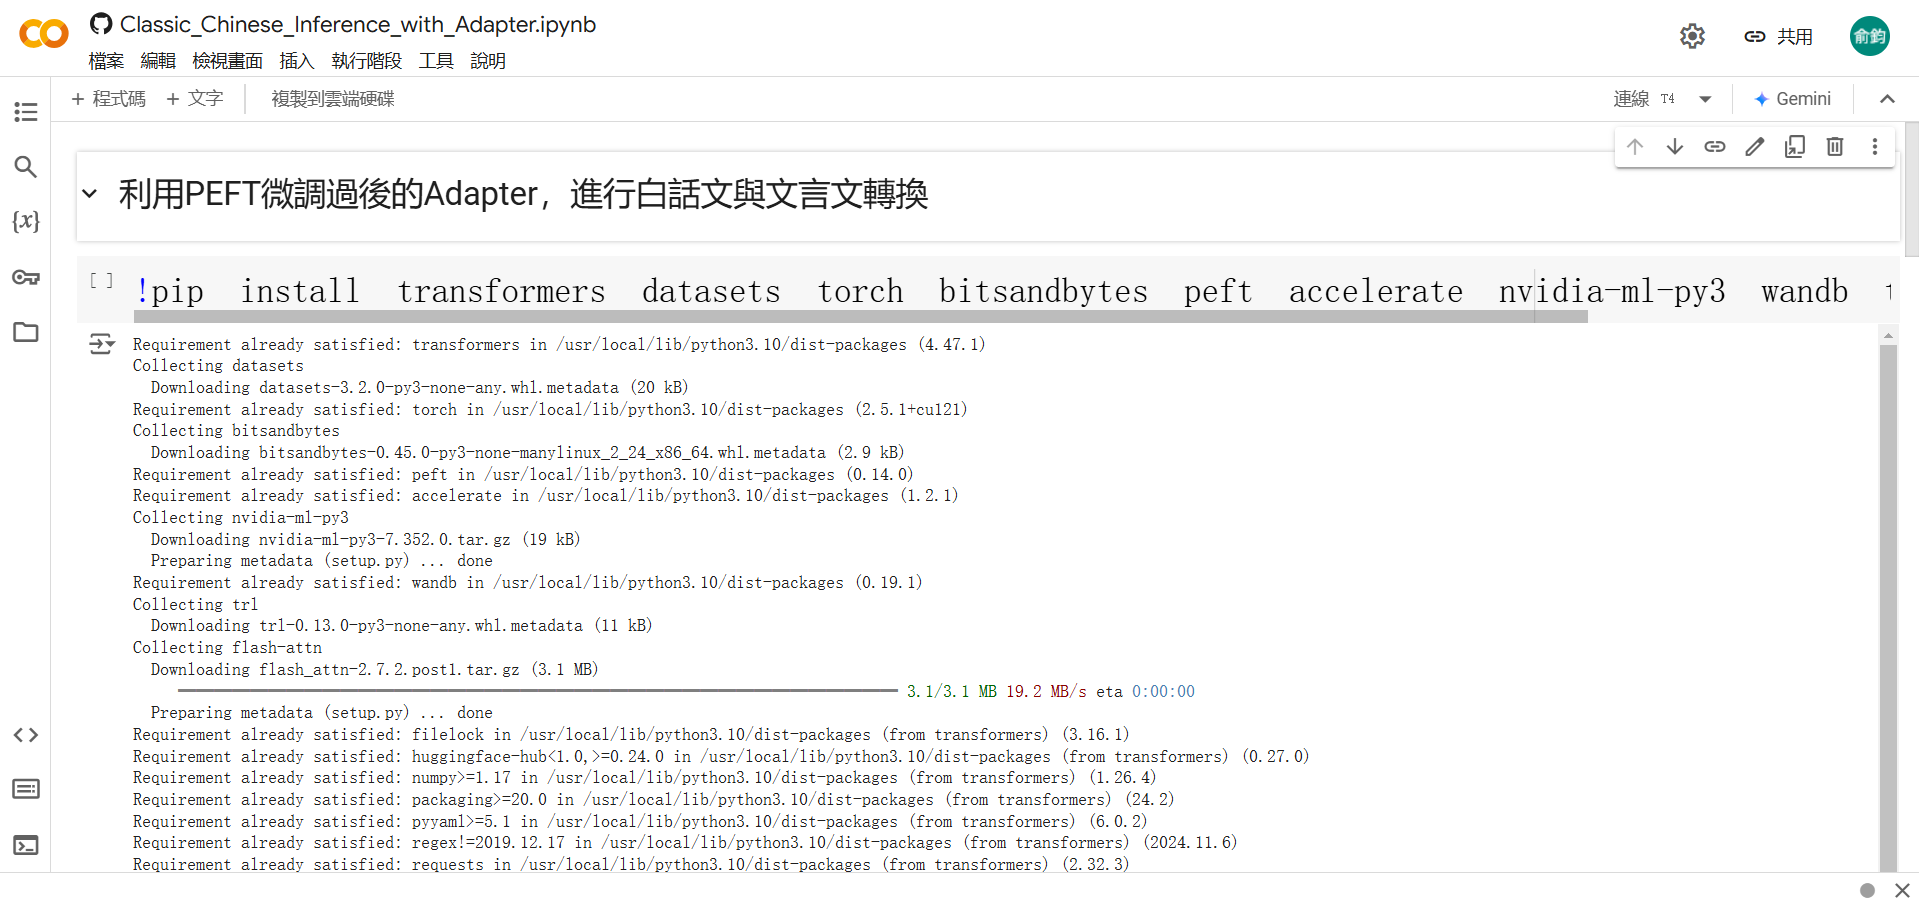 Classic_Chinese_Inference_with_Adapter.ipynb
檔案 編輯 檢視畫面 插入 執行階段 工具 說明
共用
俞鈞
+ 程式碼 + 文字 複製到雲端硬碟
連線 T4 Gemini
利用PEFT微調過後的Adapter，進行白話文與文言文轉換
[ ] !pip install transformers datasets torch bitsandbytes peft accelerate nvidia-ml-py3 wandb t
Requirement already satisfied: transformers in /usr/local/lib/python3.10/dist-packages (4.47.1)
Collecting datasets
Downloading datasets-3.2.0-py3-none-any.whl.metadata (20 kB)
Requirement already satisfied: torch in /usr/local/lib/python3.10/dist-packages (2.5.1+cu121)
Collecting bitsandbytes
Downloading bitsandbytes-0.45.0-py3-none-manylinux_2_24_x86_64.whl.metadata (2.9 kB)
Requirement already satisfied: peft in /usr/local/lib/python3.10/dist-packages (0.14.0)
Requirement already satisfied: accelerate in /usr/local/lib/python3.10/dist-packages (1.2.1)
Collecting nvidia-ml-py3
Downloading nvidia-ml-py3-7.352.0.tar.gz (19 kB)
Preparing metadata (setup.py) ... done
Requirement already satisfied: wandb in /usr/local/lib/python3.10/dist-packages (0.19.1)
Collecting trl
Downloading trl-0.13.0-py3-none-any.whl.metadata (11 kB)
Collecting flash-attn
Downloading flash_attn-2.7.2.post1.tar.gz (3.1 MB)
3.1/3.1 MB 19.2 MB/s eta 0:00:00
Preparing metadata (setup.py) ... done
Requirement already satisfied: filelock in /usr/local/lib/python3.10/dist-packages (from transformers) (3.16.1)
Requirement already satisfied: huggingface-hub<1.0,>=0.24.0 in /usr/local/lib/python3.10/dist-packages (from transformers) (0.27.0)
Requirement already satisfied: numpy>=1.17 in /usr/local/lib/python3.10/dist-packages (from transformers) (1.26.4)
Requirement already satisfied: packaging>=20.0 in /usr/local/lib/python3.10/dist-packages (from transformers) (24.2)
Requirement already satisfied: pyyaml>=5.1 in /usr/local/lib/python3.10/dist-packages (from transformers) (6.0.2)
Requirement already satisfied: regex!=2019.12.17 in /usr/local/lib/python3.10/dist-packages (from transformers) (2024.11.6)
Requirement already satisfied: requests in /usr/local/lib/python3.10/dist-packages (from transformers) (2.32.3)